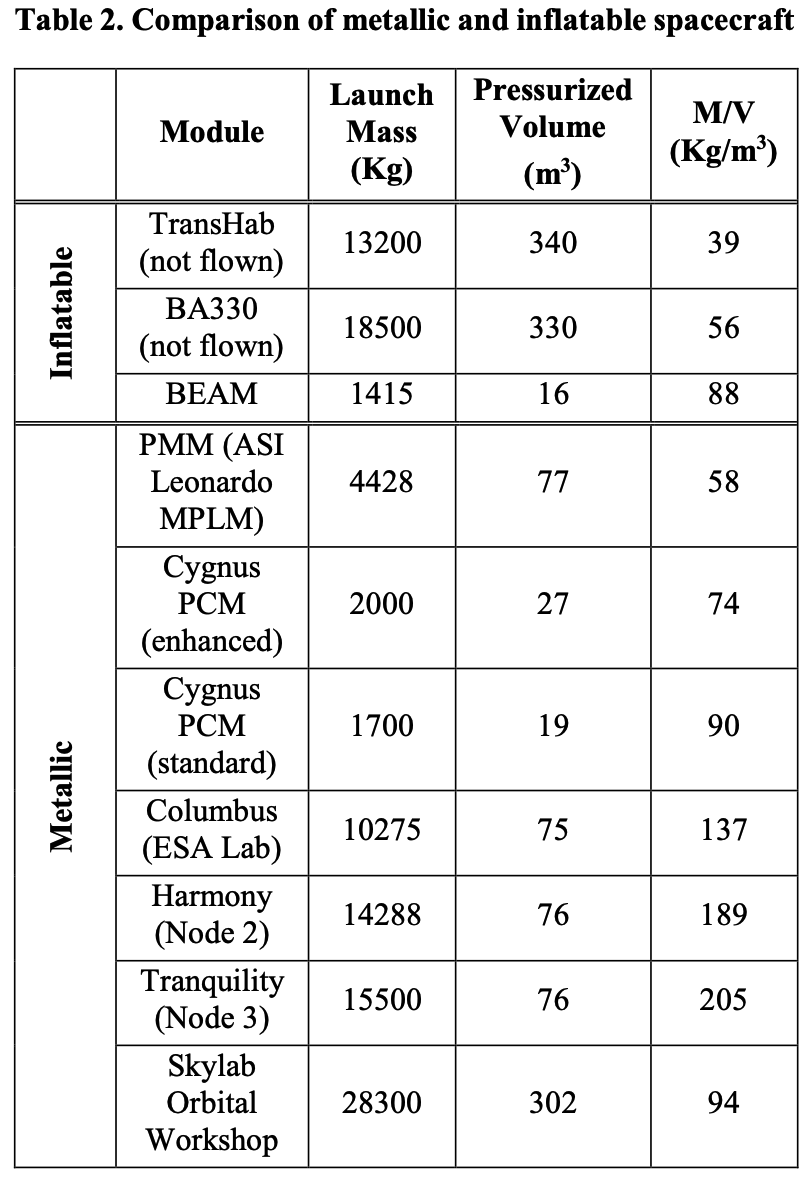 Table 2. Comparison of metallic and inflatable spacecraft
Module
Launch
Mass
(Kg)
Pressurized
Volume
(m³)
M/V
(Kg/m³)
Inflatable
TransHab
(not flown)
13200
340
39
BA330
(not flown)
18500
330
56
BEAM
1415
16
88
Metallic
PMM (ASI
Leonardo
MPLM)
4428
77
58
Cygnus
PCM
(enhanced)
2000
27
74
Cygnus
PCM
(standard)
1700
19
90
Columbus
(ESA Lab)
10275
75
137
Harmony
(Node 2)
14288
76
189
Tranquility
(Node 3)
15500
76
205
Skylab
Orbital
Workshop
28300
302
94